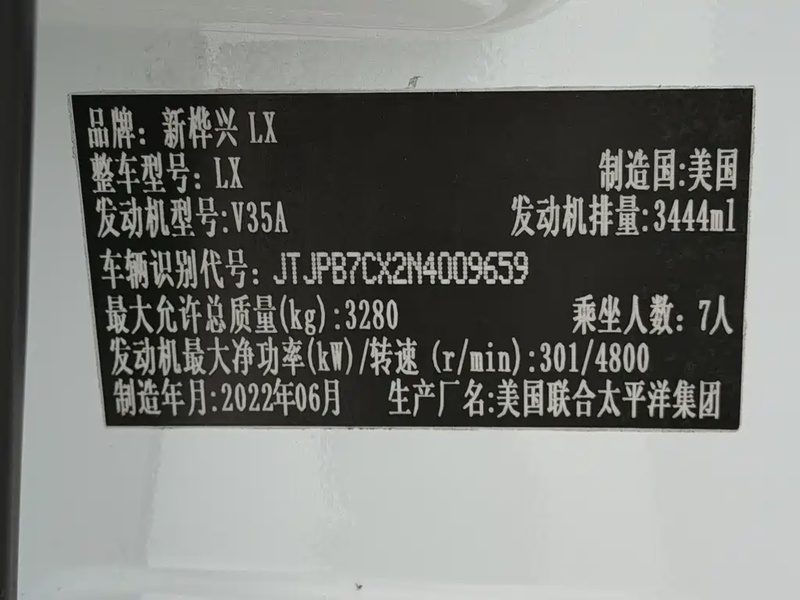 品牌: 新桦兴 LX
整车型号: LX 制造国:美国
发动机型号:V35A 发动机排量:3444ml
车辆识别代号: JTJPB7CX2N4009659
最大允许总质量(kg):3280 乘坐人数: 7人
发动机最大净功率(kW)/转速 (r/min):301/4800
制造年月:2022年06月 生产厂名:美国联合太平洋集团